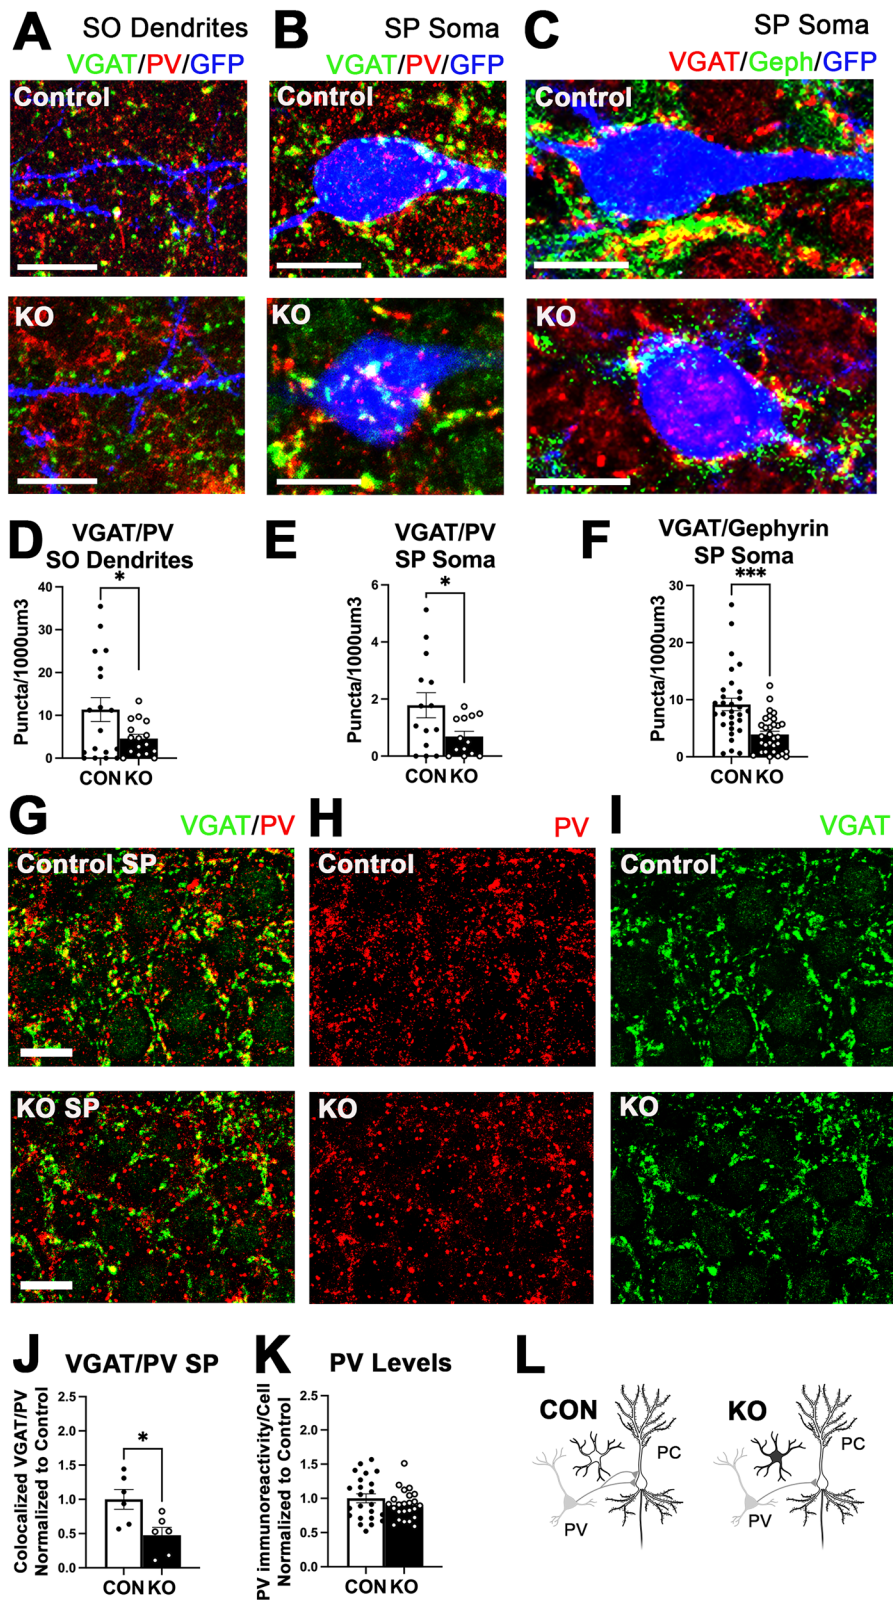 A SO Dendrites
VGAT/PV/GFP
Control
KO
B SP Soma
VGAT/PV/GFP
Control
KO
C SP Soma
VGAT/Geph/GFP
Control
KO
D VGAT/PV
SO Dendrites
*
Puncta/1000um3
40
30
20
10
0
CON KO
E VGAT/PV
SP Soma
*
Puncta/1000um3
6
4
2
0
CON KO
F VGAT/Gephyrin
SP Soma
***
Puncta/1000um3
30
20
10
0
CON KO
G VGAT/PV
Control SP
KO SP
H PV
Control
KO
I VGAT
Control
KO
J VGAT/PV SP
*
Colocalized VGAT/PV
Normalized to Control
2.5
2.0
1.5
1.0
0.5
0.0
CON KO
K PV Levels
PV immunoreactivity/Cell
Normalized to Control
2.5
2.0
1.5
1.0
0.5
0.0
CON KO
L
CON
PC
PV
KO
PC
PV